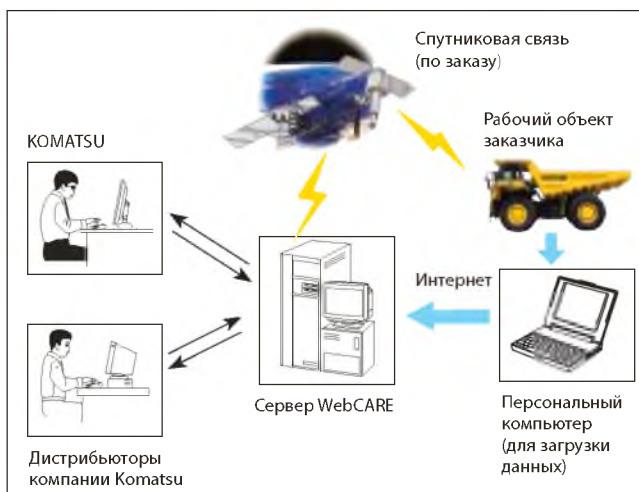 Спутниковая связь
(по заказу)
Рабочий объект
заказчика
KOMATSU
Интернет
Сервер WebCARE
Персональный
компьютер
(для загрузки
данных)
Дистрибьюторы
компании Komatsu